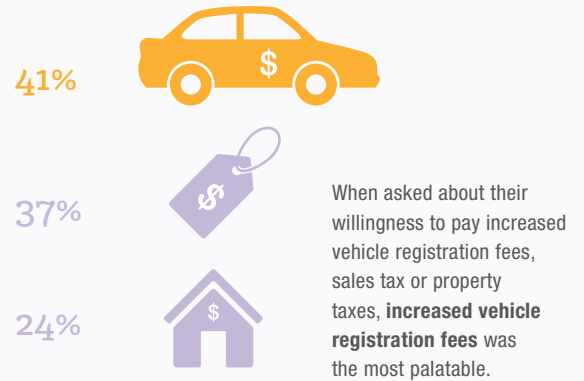 41%
$
37%
$
24%
$
When asked about their
willingness to pay increased
vehicle registration fees,
sales tax or property
taxes, increased vehicle
registration fees was
the most palatable.